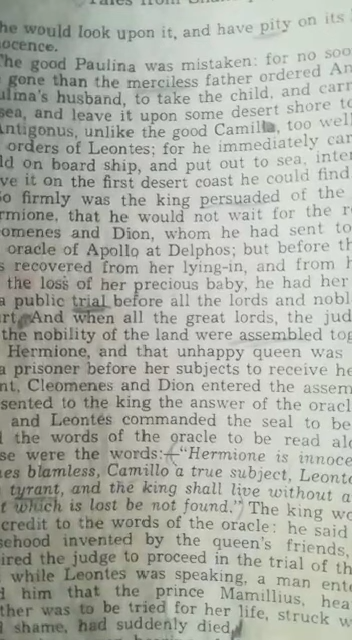 Tales from
he would look upon it, and have pity on its
ocence.
he good Paulina was mistaken: for no soo
gone than the merciless father ordered An
ulina's husband, to take the child, and carr
sea, and leave it upon some desert shore to
Antigonus, unlike the good Camilla, too well
orders of Leontes; for he immediately car
ld on board ship, and put out to sea, inten
ve it on the first desert coast he could find
So firmly was the king persuaded of the
rmione, that he would not wait for the r
omenes and Dion, whom he had sent to
oracle of Apollo at Delphos; but before th
s recovered from her lying-in, and from h
the loss of her precious baby, he had her
a public trial before all the lords and nobl
rt. And when all the great lords, the jud
the nobility of the land were assembled tog
Hermione, and that unhappy queen was
a prisoner before her subjects to receive he
nt, Cleomenes and Dion entered the assem
sented to the king the answer of the oracl
and Leontes commanded the seal to be
d the words of the oracle to be read alo
se were the words:—"Hermione is innoce
nes blameless, Camillo a true subject, Leonte
tyrant, and the king shall live without a
t which is lost be not found." The king wo
credit to the words of the oracle: he said
sehood invented by the queen's friends,
ired the judge to proceed in the trial of th
while Leontes was speaking, a man ente
d him that the prince Mamillius, hea
ther was to be tried for her life, struck w
d shame, had suddenly died.